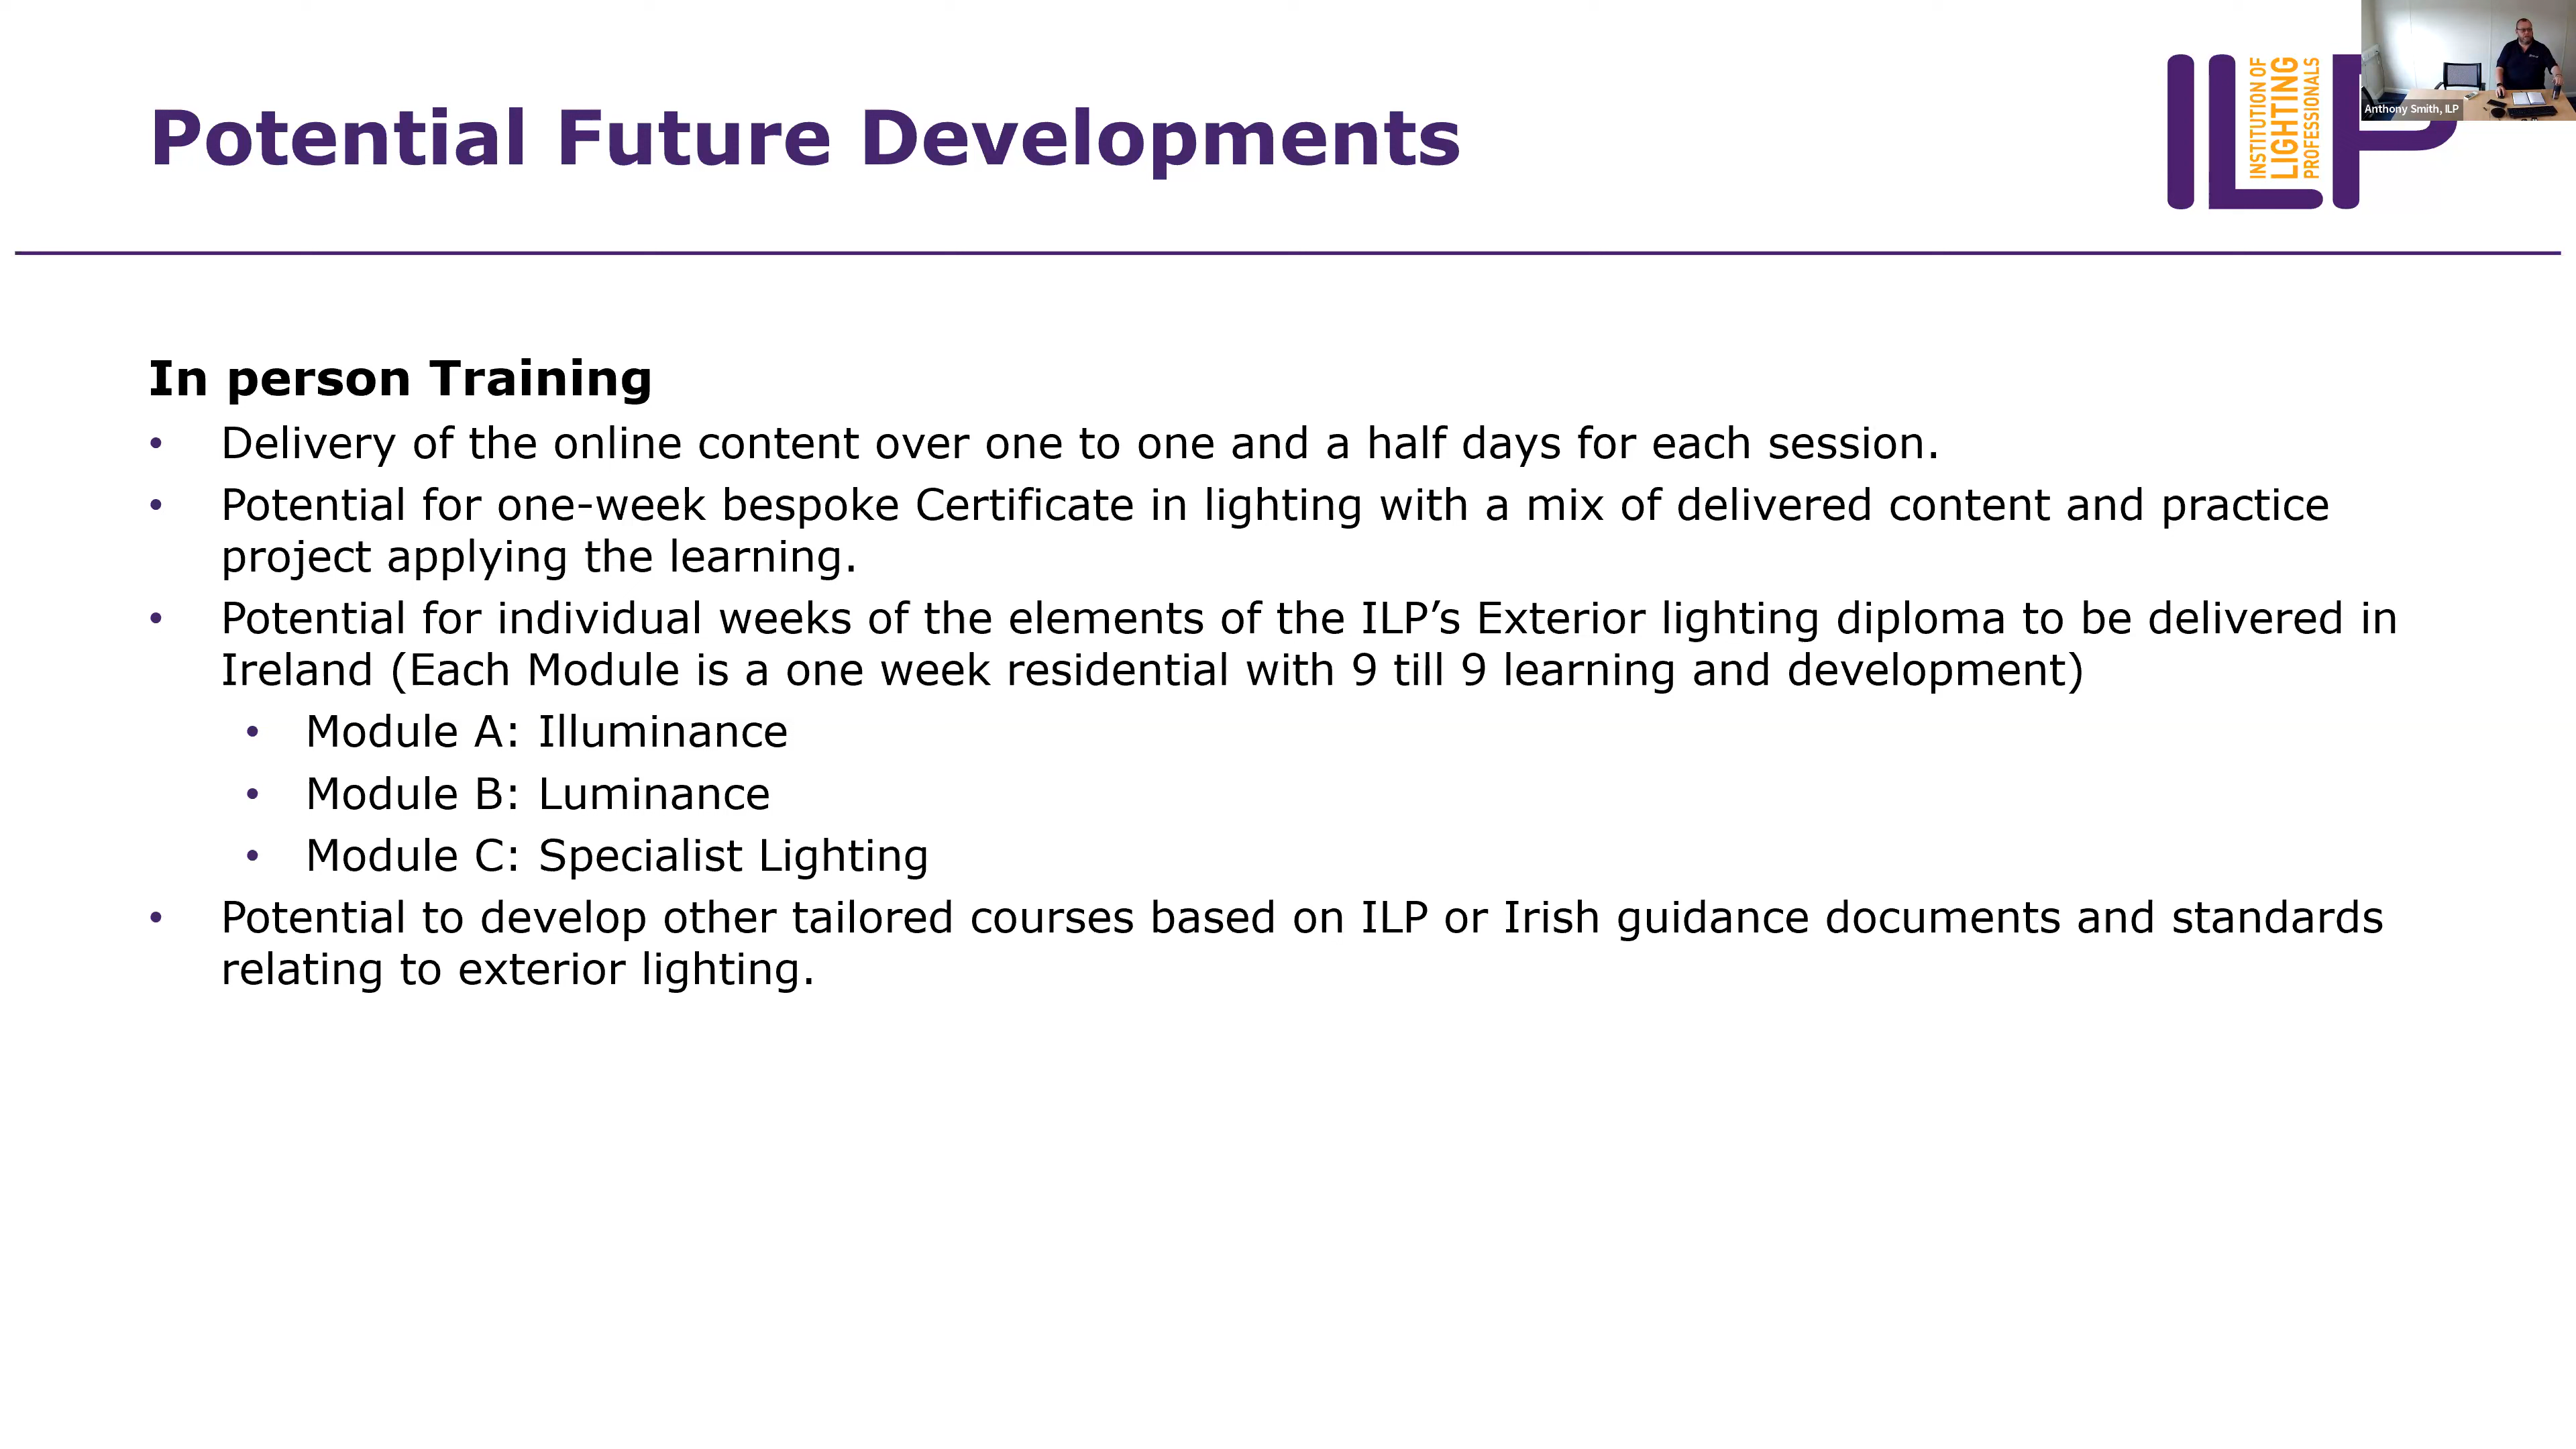 Potential Future Developments
INSTITUTION OF
LIGHTING
PROFESSIONALS
ILP
Anthony Smith, ILP
In person Training
• Delivery of the online content over one to one and a half days for each session.
• Potential for one-week bespoke Certificate in lighting with a mix of delivered content and practice
project applying the learning.
• Potential for individual weeks of the elements of the ILP’s Exterior lighting diploma to be delivered in
Ireland (Each Module is a one week residential with 9 till 9 learning and development)
• Module A: Illuminance
• Module B: Luminance
• Module C: Specialist Lighting
• Potential to develop other tailored courses based on ILP or Irish guidance documents and standards
relating to exterior lighting.